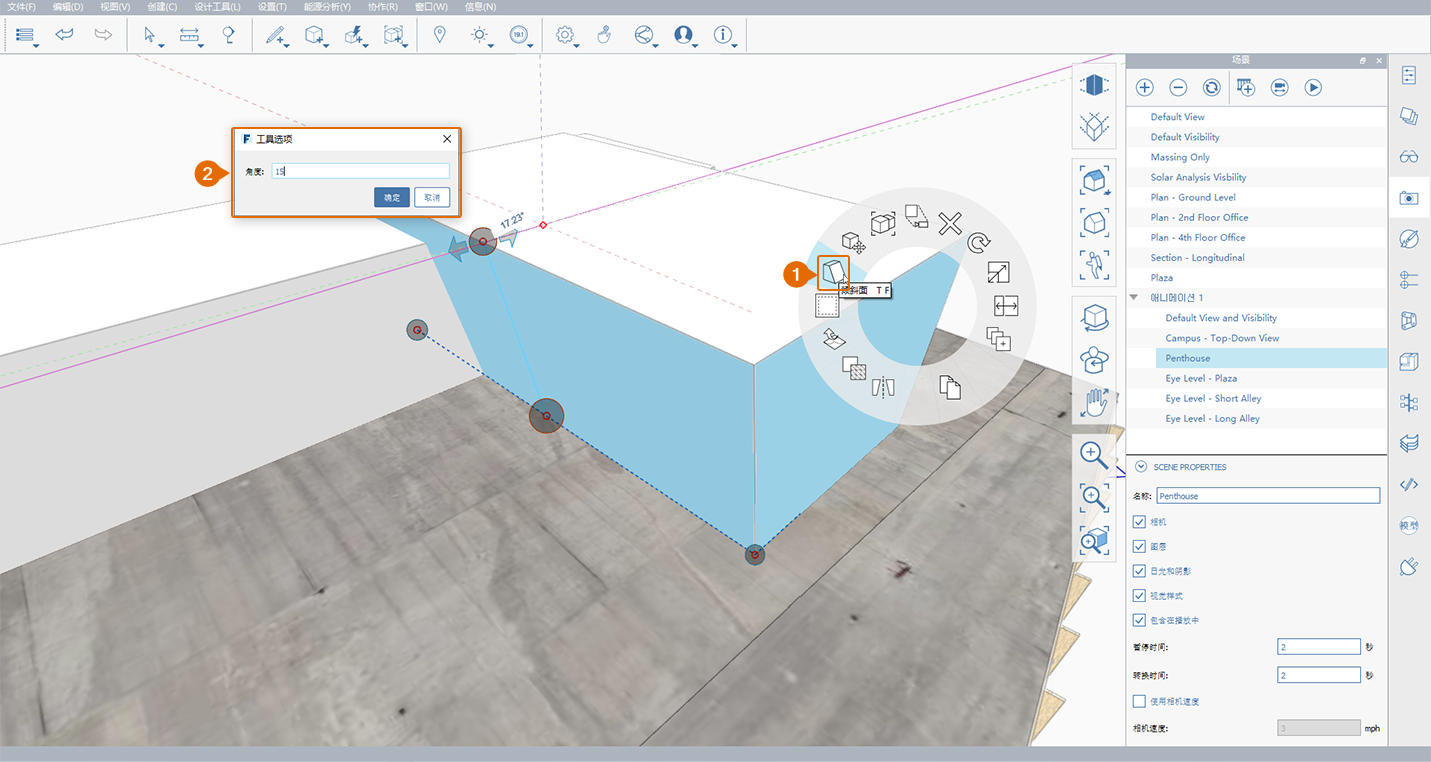 文件(F) 编辑(D) 视图(V) 创建(C) 设计工具(L) 设置(T) 能源分析(Y) 协作(R) 窗口(W) 信息(N)
19.1
工具选项
2
角度: 15
确定 取消
17.23°
1
倾斜面 T F
场景
Default View
Default Visibility
Massing Only
Solar Analysis Visbility
Plan - Ground Level
Plan - 2nd Floor Office
Plan - 4th Floor Office
Section - Longitudinal
Plaza
애니메이션 1
Default View and Visibility
Campus - Top-Down View
Penthouse
Eye Level - Plaza
Eye Level - Short Alley
Eye Level - Long Alley
SCENE PROPERTIES
名称: Penthouse
相机
图层
日光和阴影
视觉样式
包含在播放中
暂停时间: 2 秒
转换时间: 2 秒
使用相机速度
相机速度: 3 mph
模型